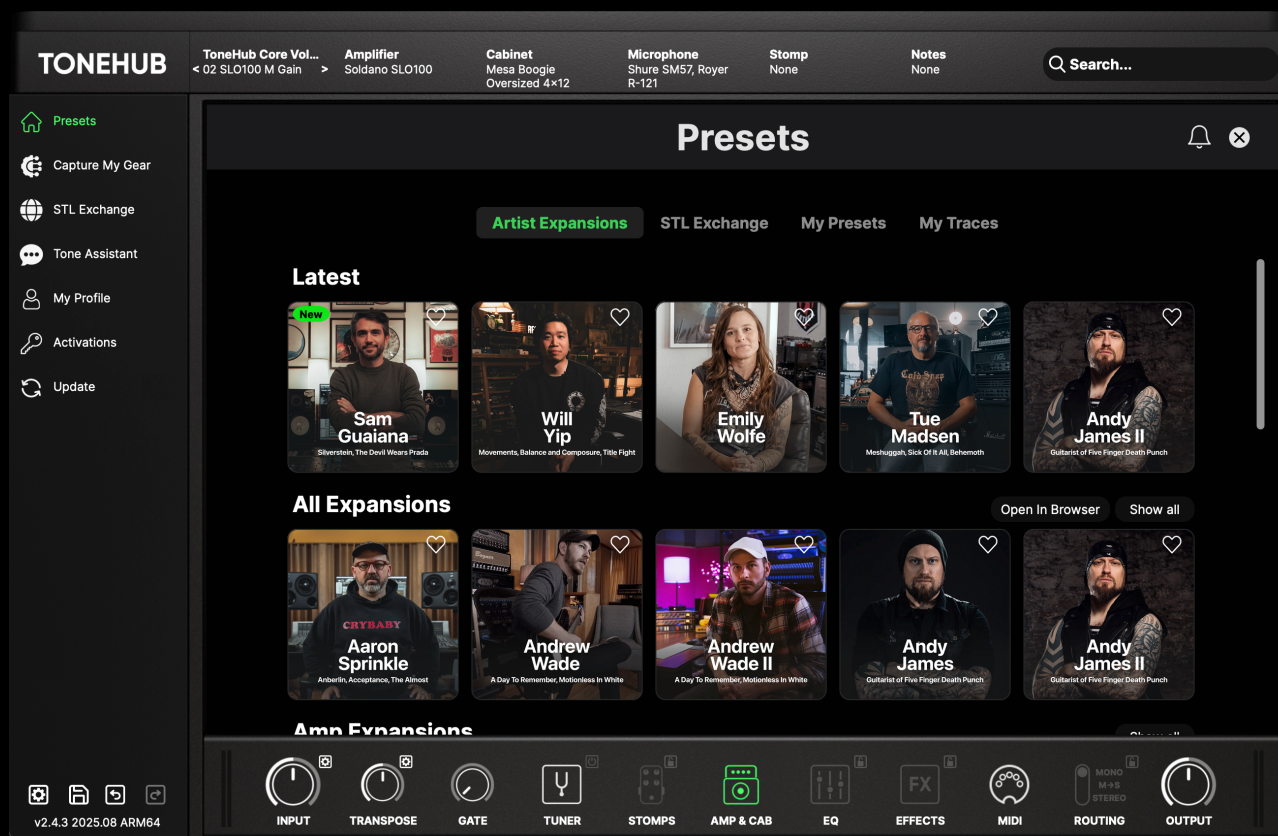 TONEHUB
ToneHub Core Vol...
< 02 SLO100 M Gain >
Amplifier
Soldano SLO100
Cabinet
Mesa Boogie
Oversized 4x12
Microphone
Shure SM57, Royer
R-121
Stomp
None
Notes
None
Search...
Presets
Capture My Gear
STL Exchange
Tone Assistant
My Profile
Activations
Update
v2.4.3 2025.08 ARM64
Presets
Artist Expansions
STL Exchange
My Presets
My Traces
Latest
New
Sam
Guaiana
Silverstein, The Devil Wears Prada
Will
Yip
Movements, Balance and Composure, Title Fight
Emily
Wolfe
Cold Snap
Tue
Madsen
Meshuggah, Sick Of It All, Behemoth
Andy
James II
Guitarist of Five Finger Death Punch
All Expansions
Open In Browser
Show all
CRYBABY
Aaron
Sprinkle
Anberlin, Acceptance, The Almost
Andrew
Wade
A Day To Remember, Motionless In White
Andrew
Wade II
A Day To Remember, Motionless In White
Andy
James
Guitarist of Five Finger Death Punch
Andy
James II
Guitarist of Five Finger Death Punch
Amp Expansions
Show all
INPUT
TRANSPOSE
GATE
TUNER
STOMPS
AMP & CAB
EQ
FX
EFFECTS
MIDI
MONO
M→S
STEREO
ROUTING
OUTPUT